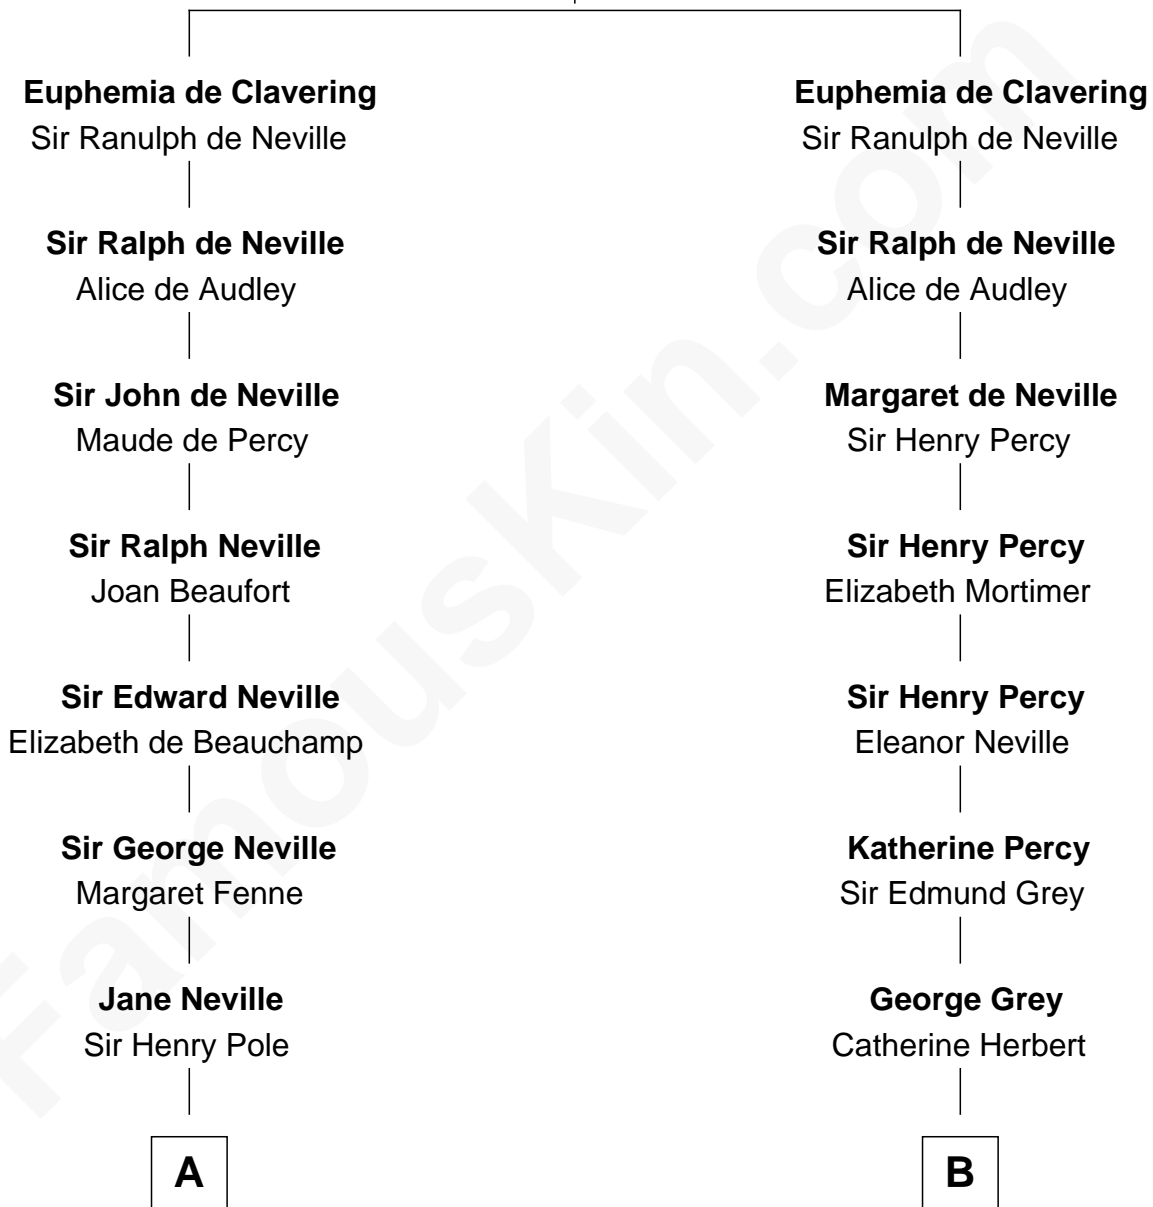 Euphemia de Clavering
Sir Ranulph de Neville
Sir Ralph de Neville
Alice de Audley
Sir John de Neville
Maude de Percy
Sir Ralph Neville
Joan Beaufort
Sir Edward Neville
Elizabeth de Beauchamp
Sir George Neville
Margaret Fenne
Jane Neville
Sir Henry Pole
A
Euphemia de Clavering
Sir Ranulph de Neville
Sir Ralph de Neville
Alice de Audley
Margaret de Neville
Sir Henry Percy
Sir Henry Percy
Elizabeth Mortimer
Sir Henry Percy
Eleanor Neville
Katherine Percy
Sir Edmund Grey
George Grey
Catherine Herbert
B
FamousKin.com